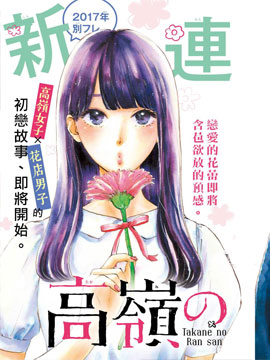 新連
2017年
別フレ
高嶺女子×花店男子的
初戀故事、即將開始。
戀愛的花蕾即將
含苞欲放的預感。
高嶺の
Takane no
Ran san